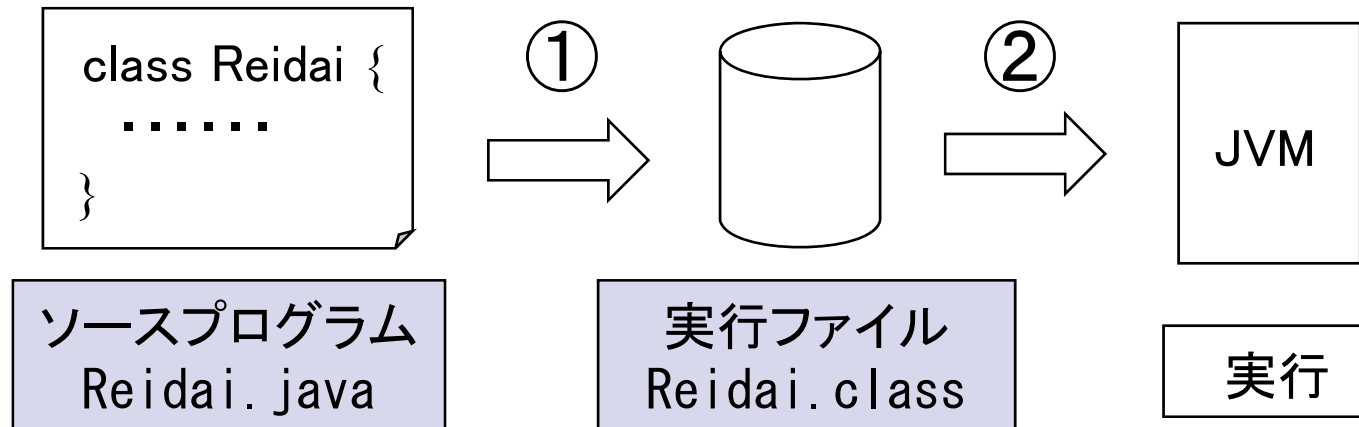 class Reidai {
・・・・・・
}
①
②
JVM
ソースプログラム
Reidai.java
実行ファイル
Reidai.class
実行